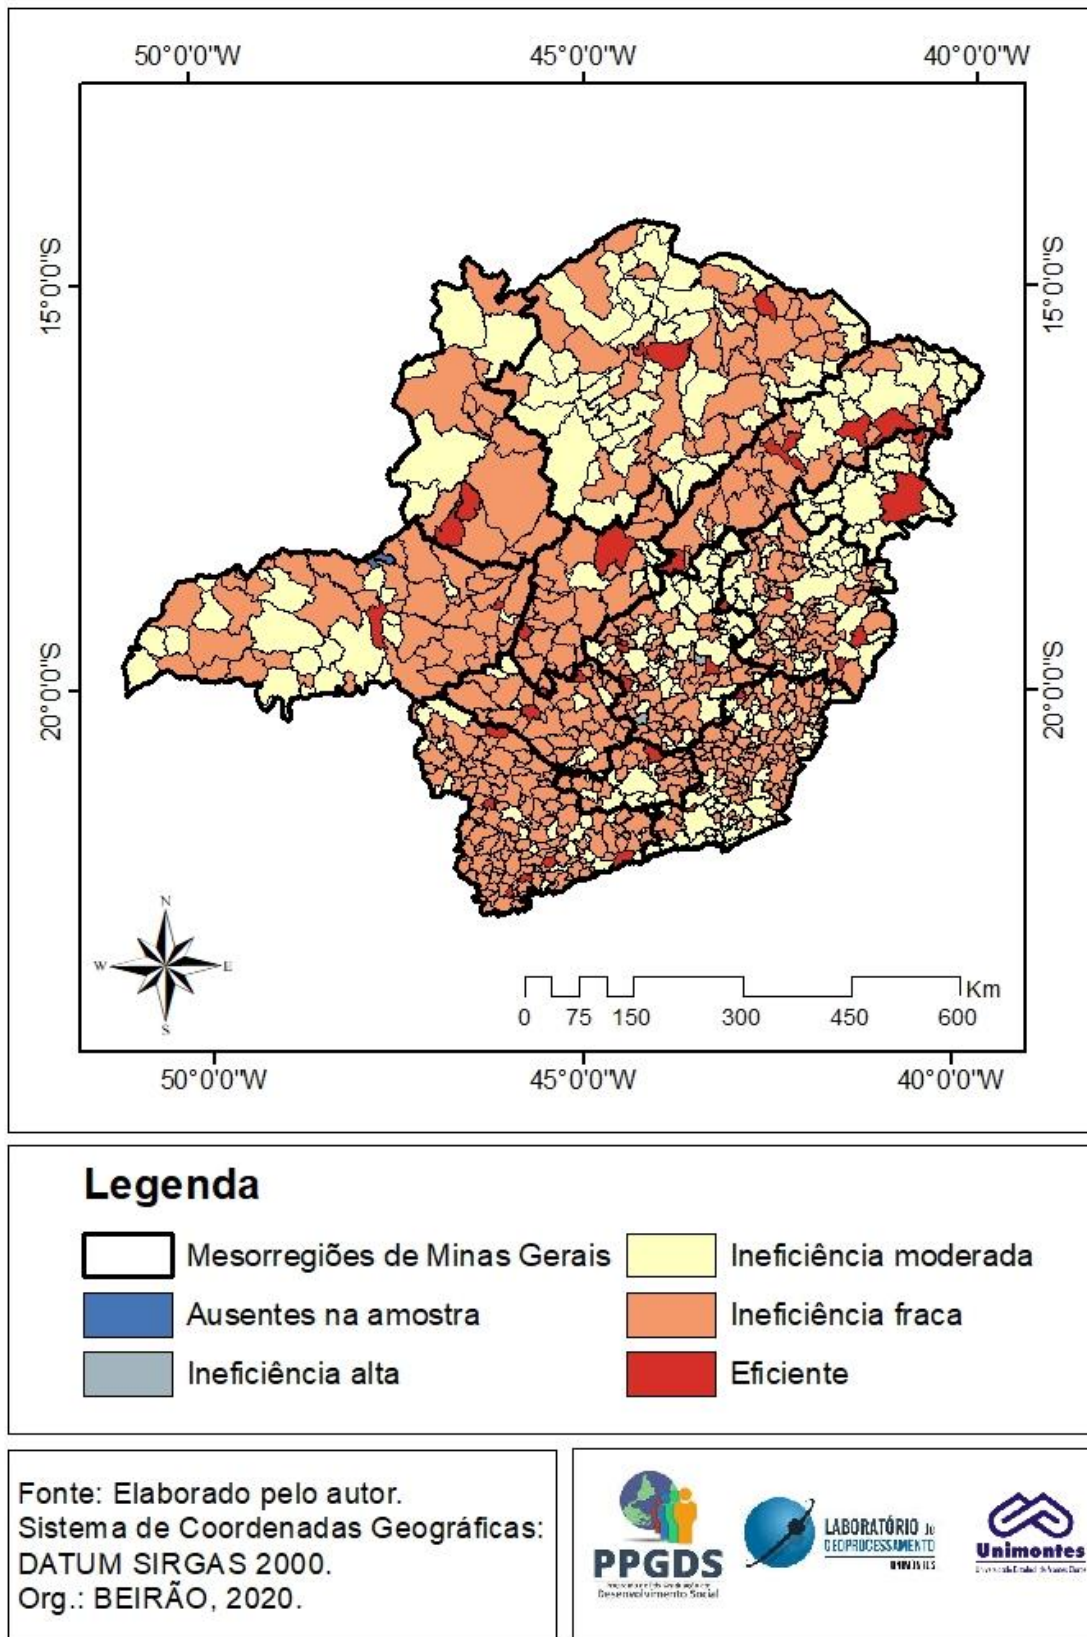 50°0'0"W 45°0'0"W 40°0'0"W
15°0'0"S
15°0'0"S
20°0'0"S
20°0'0"S
N
W E
S
Km
0 75 150 300 450 600
50°0'0"W 45°0'0"W 40°0'0"W
Legenda
Mesorregiões de Minas Gerais
Ausentes na amostra
Ineficiência alta
Ineficiência moderada
Ineficiência fraca
Eficiente
Fonte: Elaborado pelo autor.
Sistema de Coordenadas Geográficas:
DATUM SIRGAS 2000.
Org.: BEIRÃO, 2020.
PPGDS
Desenvolvimento Social
LABORATÓRIO de
GEOPROCESSAMENTO
UNIMONTES
Unimontes